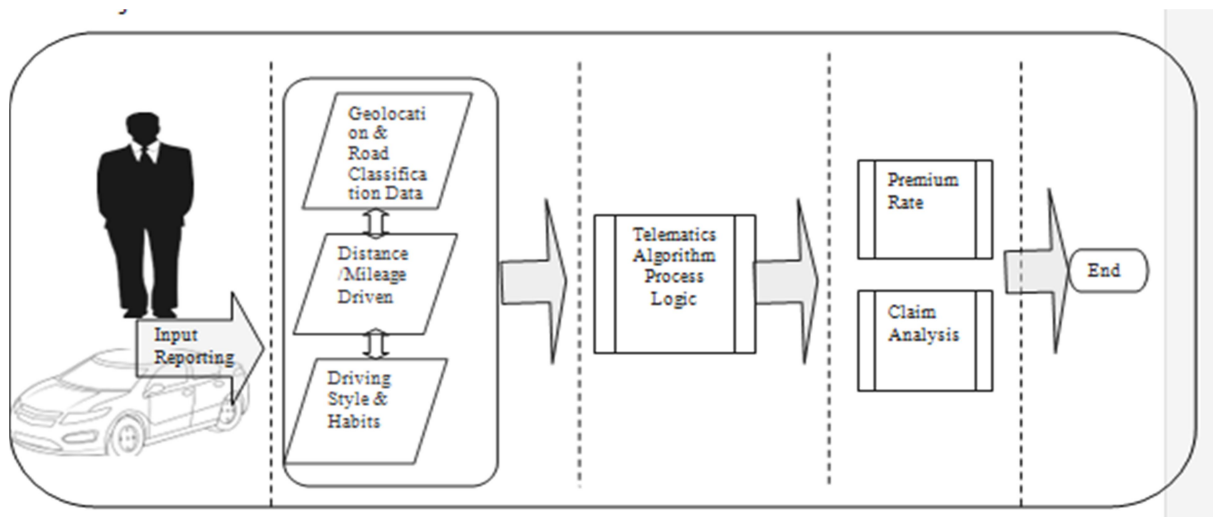 Input
Reporting
Geolocati
on &
Road
Classifica
tion Data
Distance
/Mileage
Driven
Driving
Style &
Habits
Telematics
Algorithm
Process
Logic
Premium
Rate
Claim
Analysis
End